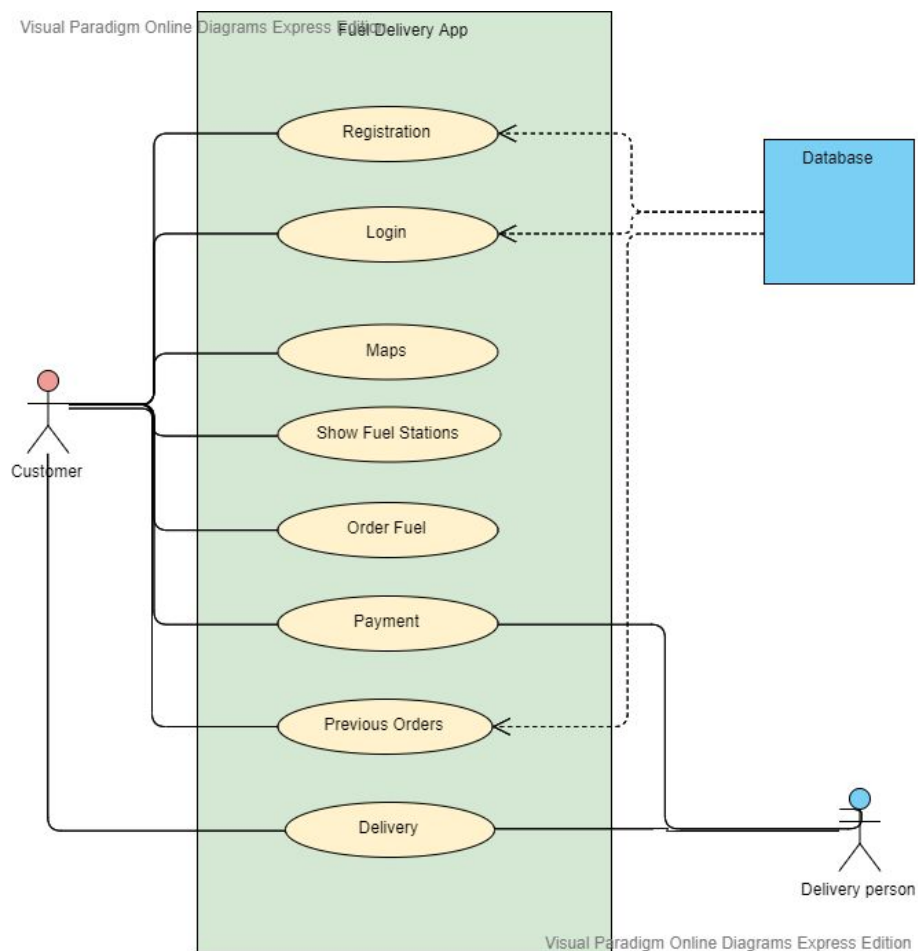 Visual Paradigm Online Diagrams Express Edition
Fuel Delivery App
Registration
Database
Login
Maps
Show Fuel Stations
Customer
Order Fuel
Payment
Previous Orders
Delivery
Delivery person
Visual Paradigm Online Diagrams Express Edition